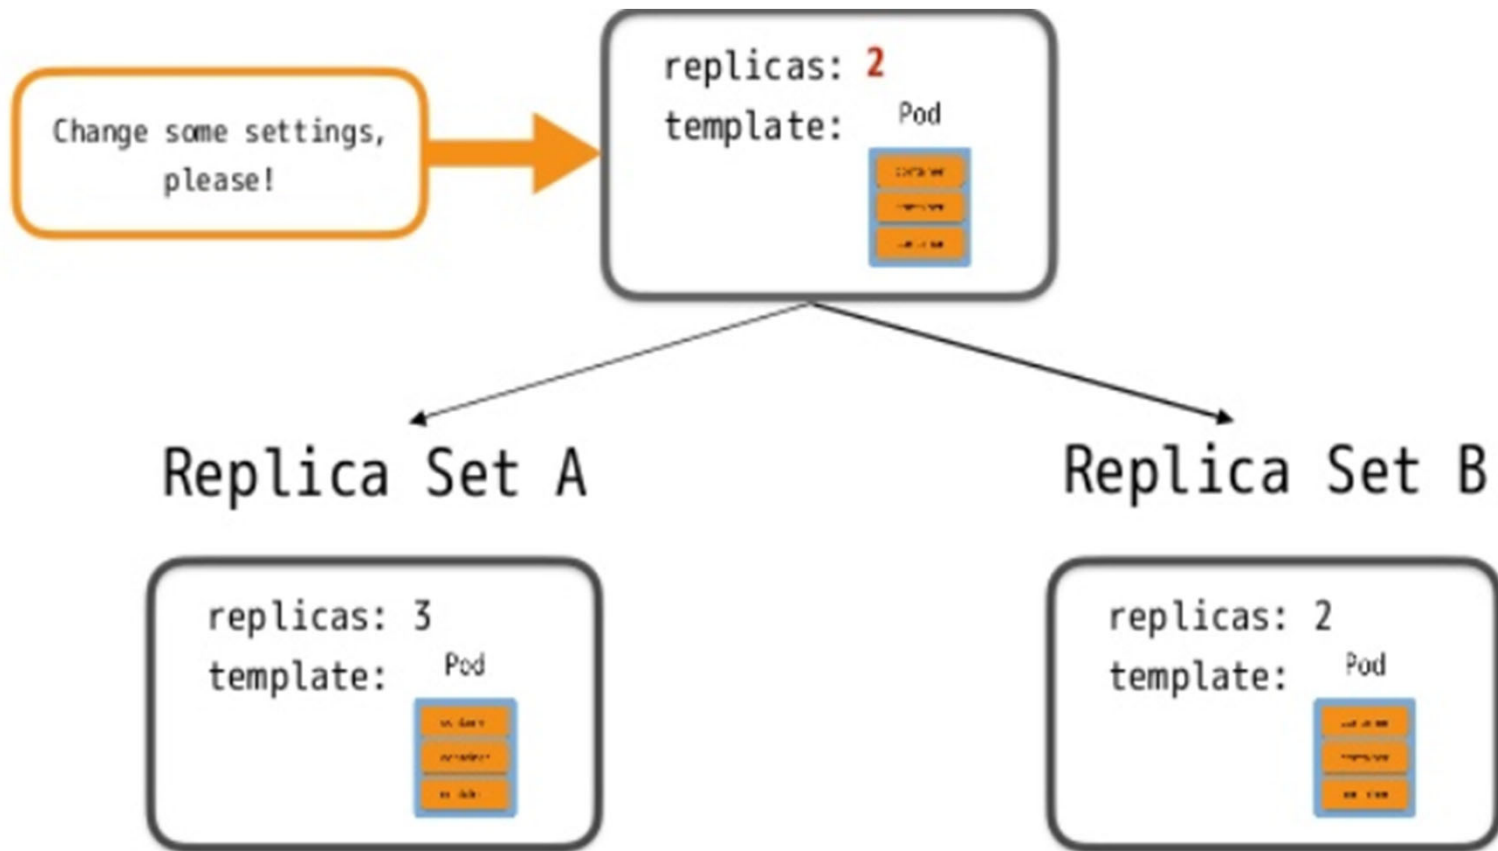 Change some settings,
please!
replicas: 2
template:
Pod
container
Replica Set A
Replica Set B
replicas: 3
template:
Pod
replicas: 2
template:
Pod